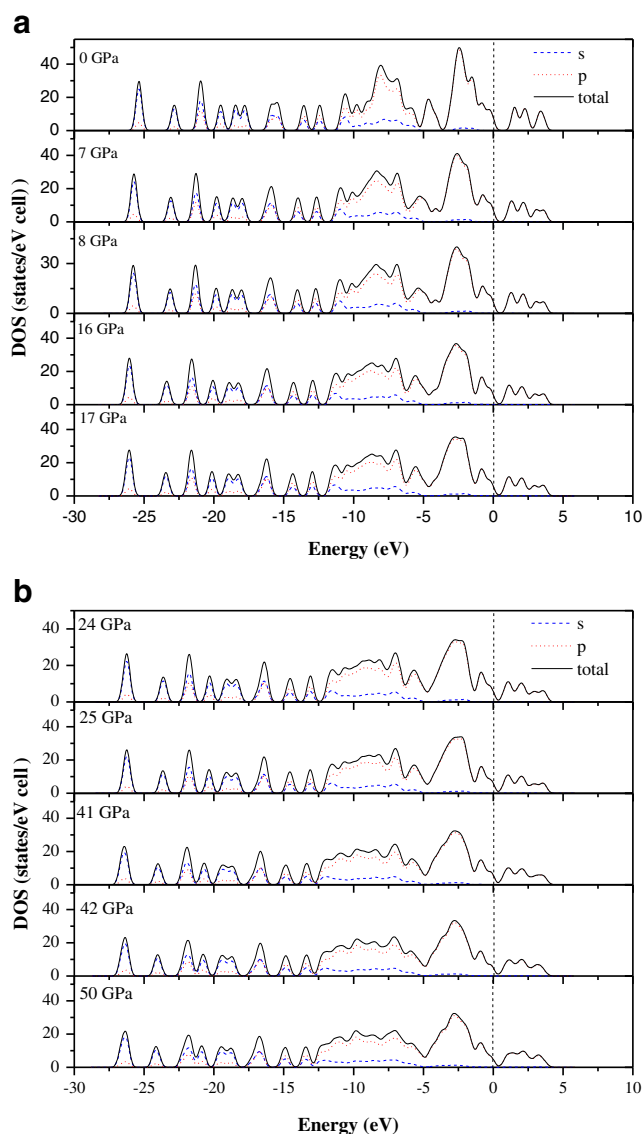 a
0 GPa
s
p
total
40
20
0
7 GPa
40
20
0
8 GPa
30
0
16 GPa
40
20
0
17 GPa
40
20
0
DOS (states/eV cell))
-30 -25 -20 -15 -10 -5 0 5 10
Energy (eV)
b
24 GPa
s
p
total
40
20
0
25 GPa
40
20
0
41 GPa
40
20
0
42 GPa
40
20
0
50 GPa
40
20
0
DOS (states/eV cell )
-30 -25 -20 -15 -10 -5 0 5 10
Energy (eV)